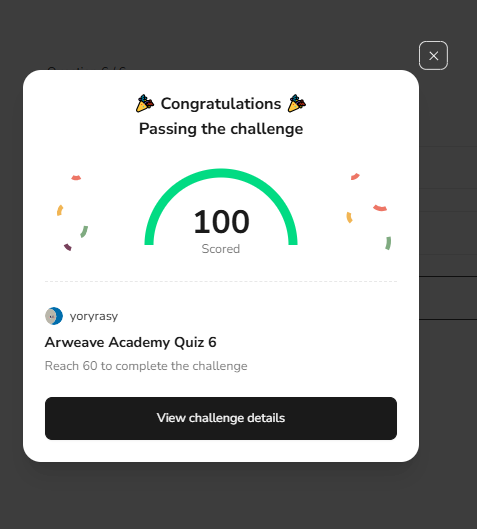 Congratulations
Passing the challenge
100
Scored
yoryrasy
Arweave Academy Quiz 6
Reach 60 to complete the challenge
View challenge details